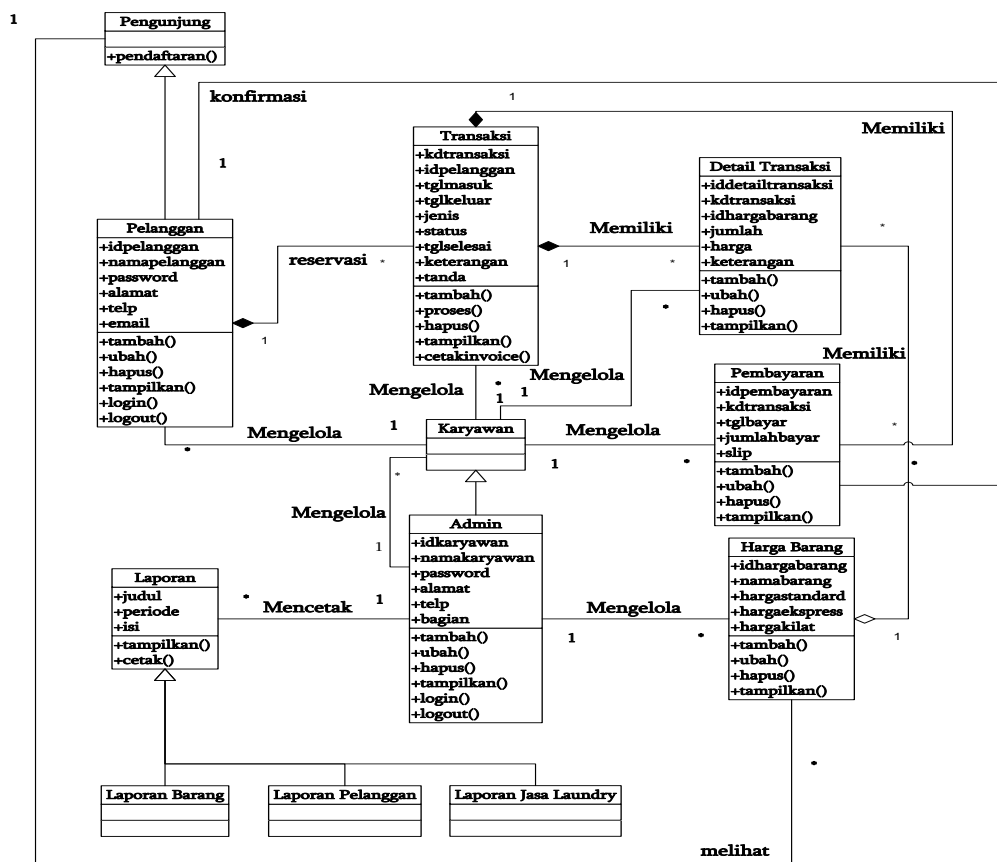 1
Pengunjung
+pendaftaran()
konfirmasi
1
1
Memiliki
Transaksi
+kdtransaksi
+idpelanggan
+tglmasuk
+tglkeluar
+jenis
+status
+tglselesai
+keterangan
+tanda
+tambah()
+proses()
+hapus()
+tampilkan()
+cetakinvoice()
Detail Transaksi
+iddetailtransaksi
+kdtransaksi
+idhargabarang
+jumlah
+harga
+keterangan
+tambah()
+ubah()
+hapus()
+tampilkan()
Memiliki
1
*
*
Pelanggan
+idpelanggan
+namapelanggan
+password
+alamat
+telp
+email
+tambah()
+ubah()
+hapus()
+tampilkan()
+login()
+logout()
reservasi
*
1
Mengelola
*
1
Mengelola
1
*
Memiliki
Pembayaran
+idpembayaran
+kdtransaksi
+tglbayar
+jumlahbayar
+slip
+tambah()
+ubah()
+hapus()
+tampilkan()
*
*
Mengelola
1
*
Karyawan
Mengelola
1
*
*
Mengelola
1
Admin
+idkaryawan
+namakaryawan
+password
+alamat
+telp
+bagian
+tambah()
+ubah()
+hapus()
+tampilkan()
+login()
+logout()
Harga Barang
+idhargabarang
+namabarang
+hargastandard
+hargaekspress
+hargakilat
+tambah()
+ubah()
+hapus()
+tampilkan()
1
Mengelola
1
*
Laporan
+judul
+periode
+isi
+tampilkan()
+cetak()
*
Mencetak
1
*
Laporan Barang
Laporan Pelanggan
Laporan Jasa Laundry
melihat